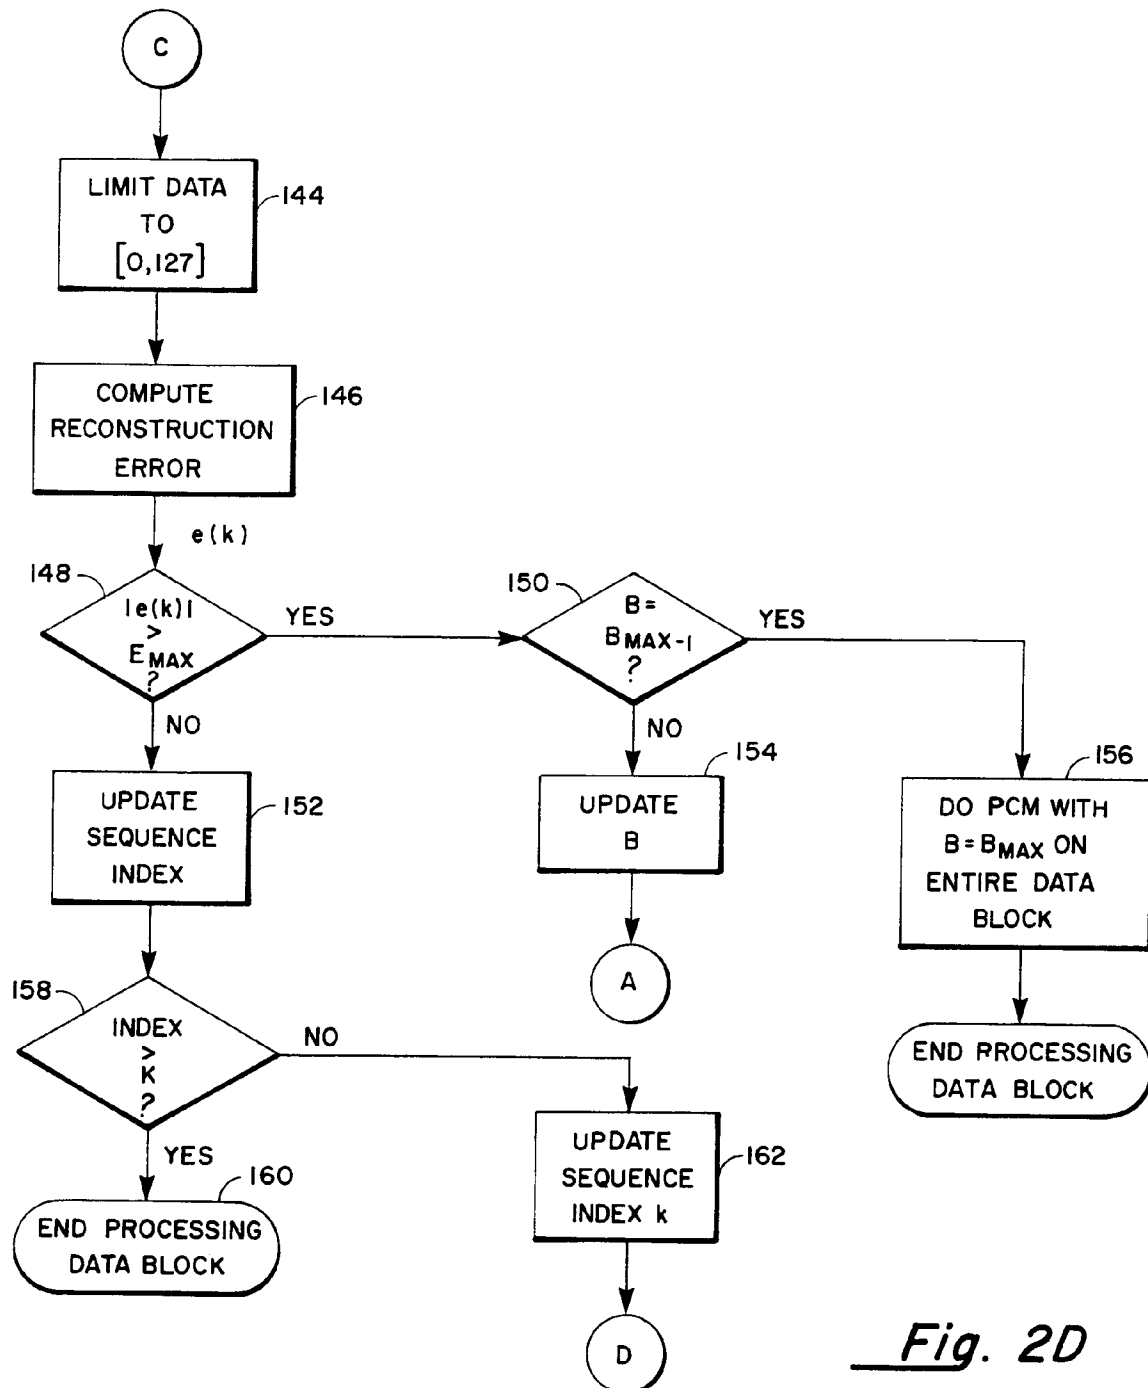 C
LIMIT DATA
TO
[0,127]
144
COMPUTE
RECONSTRUCTION
ERROR
146
e(k)
148
|e(k)|
>
EMAX
?
YES
NO
150
B=
BMAX-1
?
YES
NO
UPDATE
SEQUENCE
INDEX
152
154
UPDATE
B
A
156
DO PCM WITH
B=BMAX ON
ENTIRE DATA
BLOCK
END PROCESSING
DATA BLOCK
158
INDEX
>
K
?
NO
YES
160
END PROCESSING
DATA BLOCK
UPDATE
SEQUENCE
INDEX k
162
D
Fig. 2D